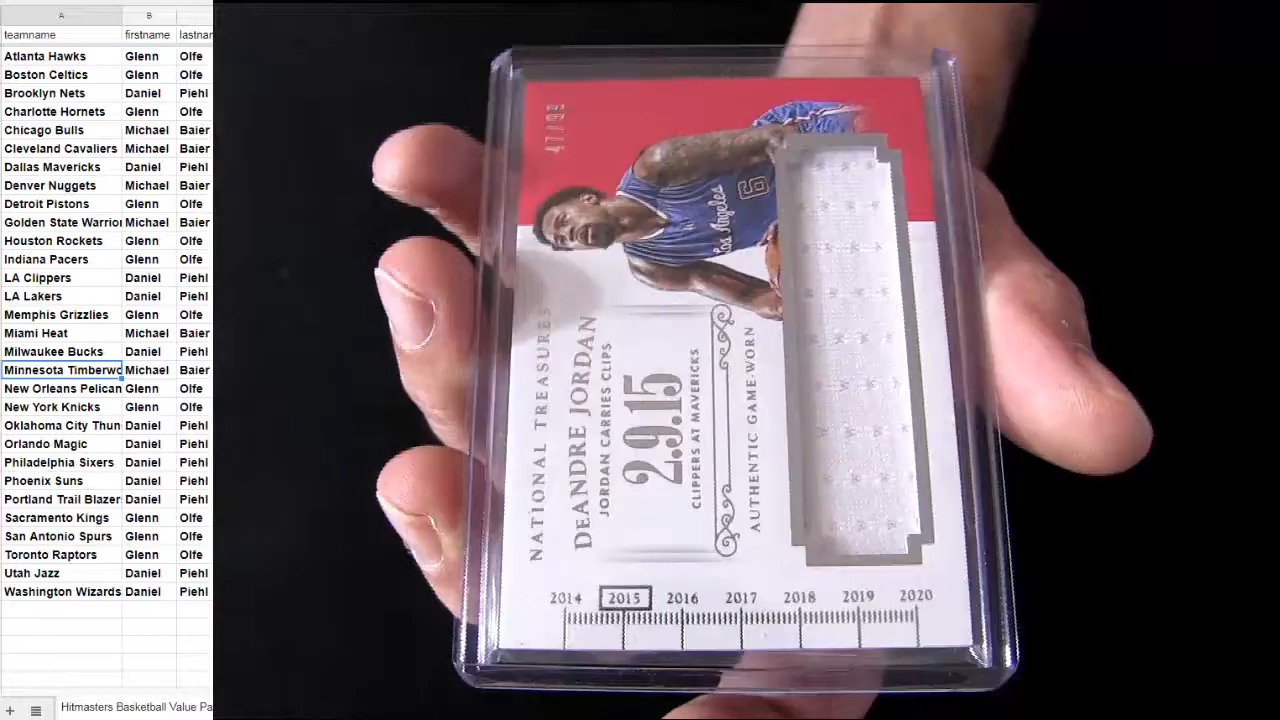 A B
teamname firstname lastnar
Atlanta Hawks Glenn Olfe
Boston Celtics Glenn Olfe
Brooklyn Nets Daniel Piehl
Charlotte Hornets Glenn Olfe
Chicago Bulls Michael Baier
Cleveland Cavaliers Michael Baier
Dallas Mavericks Daniel Piehl
Denver Nuggets Michael Baier
Detroit Pistons Glenn Olfe
Golden State Warrio Michael Baier
Houston Rockets Glenn Olfe
Indiana Pacers Glenn Olfe
LA Clippers Daniel Piehl
LA Lakers Daniel Piehl
Memphis Grizzlies Glenn Olfe
Miami Heat Michael Baier
Milwaukee Bucks Daniel Piehl
Minnesota Timberwo Michael Baier
New Orleans Pelican Glenn Olfe
New York Knicks Glenn Olfe
Oklahoma City Thun Daniel Piehl
Orlando Magic Daniel Piehl
Philadelphia Sixers Daniel Piehl
Phoenix Suns Daniel Piehl
Portland Trail Blazer Daniel Piehl
Sacramento Kings Glenn Olfe
San Antonio Spurs Glenn Olfe
Toronto Raptors Glenn Olfe
Utah Jazz Daniel Piehl
Washington Wizards Daniel Piehl
Hitmasters Basketball Value Pa
47/99
Los Angeles
6
NATIONAL TREASURES
DEANDRE JORDAN
JORDAN CARRIES CLIPS
2.9.15
CLIPPERS AT MAVERICKS
AUTHENTIC GAME-WORN
2014 2015 2016 2017 2018 2019 2020